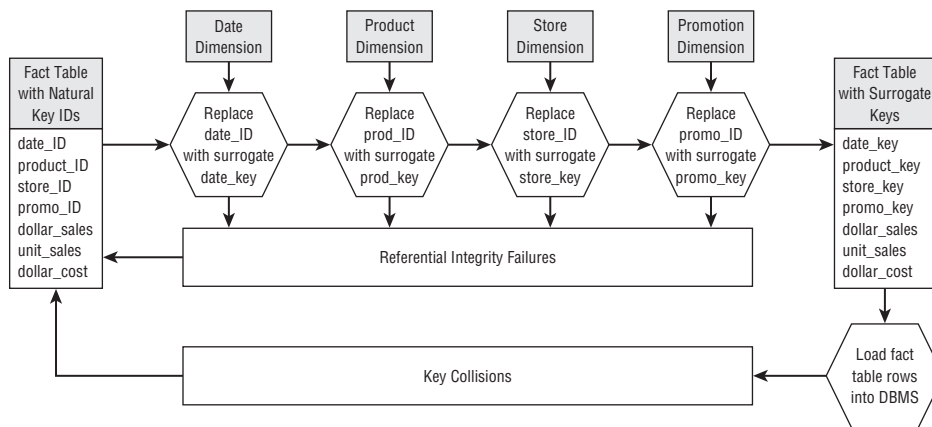 Date
Dimension
Product
Dimension
Store
Dimension
Promotion
Dimension
Fact Table
with Natural
Key IDs
date_ID
product_ID
store_ID
promo_ID
dollar_sales
unit_sales
dollar_cost
Replace
date_ID
with surrogate
date_key
Replace
prod_ID
with surrogate
prod_key
Replace
store_ID
with surrogate
store_key
Replace
promo_ID
with surrogate
promo_key
Fact Table
with Surrogate
Keys
date_key
product_key
store_key
promo_key
dollar_sales
unit_sales
dollar_cost
Referential Integrity Failures
Key Collisions
Load fact
table rows
into DBMS